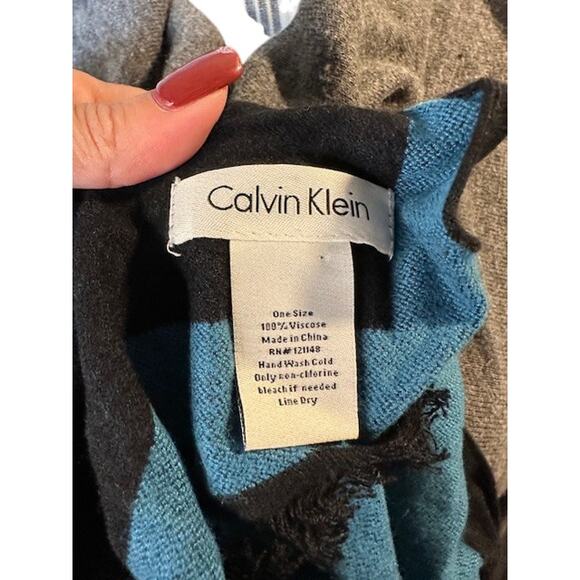 Calvin Klein
One Size
100% Viscose
Made in China
RN# 121148
Hand Wash Cold
Only non-chlorine
bleach if needed
Line Dry